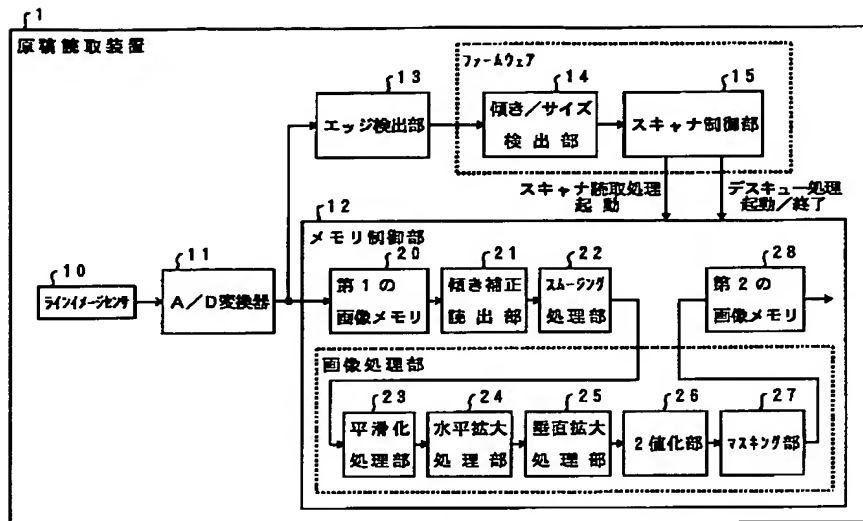 1
原稿読取装置
ファームウェア
13
14
15
エッジ検出部
傾き／サイズ
検出部
スキャナ制御部
スキャナ読取処理
起動
デスキュー処理
起動／終了
12
メモリ制御部
10
11
20
21
22
28
ラインイメージセンサ
A／D変換器
第1の
画像メモリ
傾き補正
読出部
スムージング
処理部
第2の
画像メモリ
画像処理部
23
24
25
26
27
平滑化
処理部
水平拡大
処理部
垂直拡大
処理部
2値化部
マスキング部